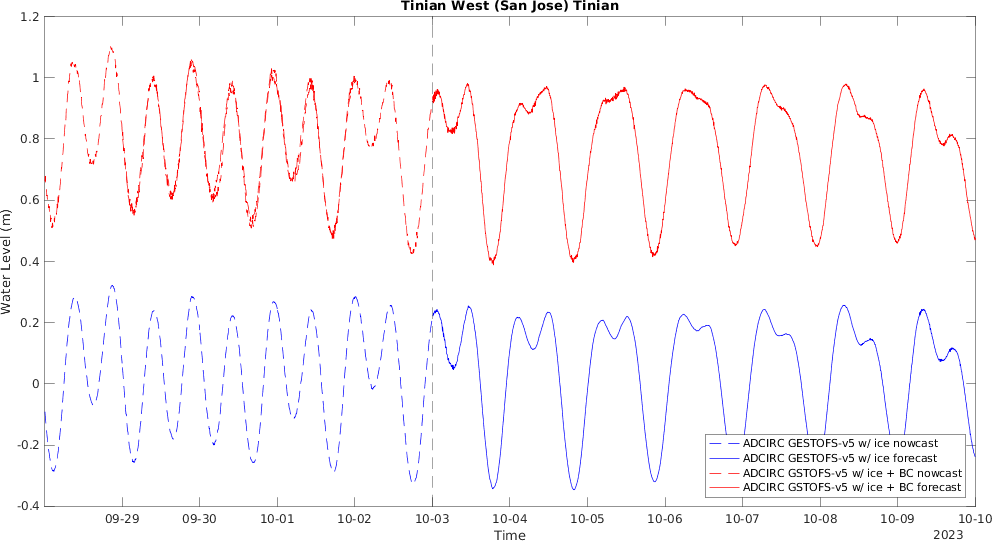 Tinian West (San Jose) Tinian
1.2
1
0.8
0.6
0.4
0.2
0
-0.2
-0.4
Water Level (m)
ADCIRC GESTOFS-v5 w/ ice nowcast
ADCIRC GESTOFS-v5 w/ ice forecast
ADCIRC GSTOFS-v5 w/ ice + BC nowcast
ADCIRC GSTOFS-v5 w/ ice + BC forecast
09-29 09-30 10-01 10-02 10-03 10-04 10-05 10-06 10-07 10-08 10-09 10-10
Time
2023